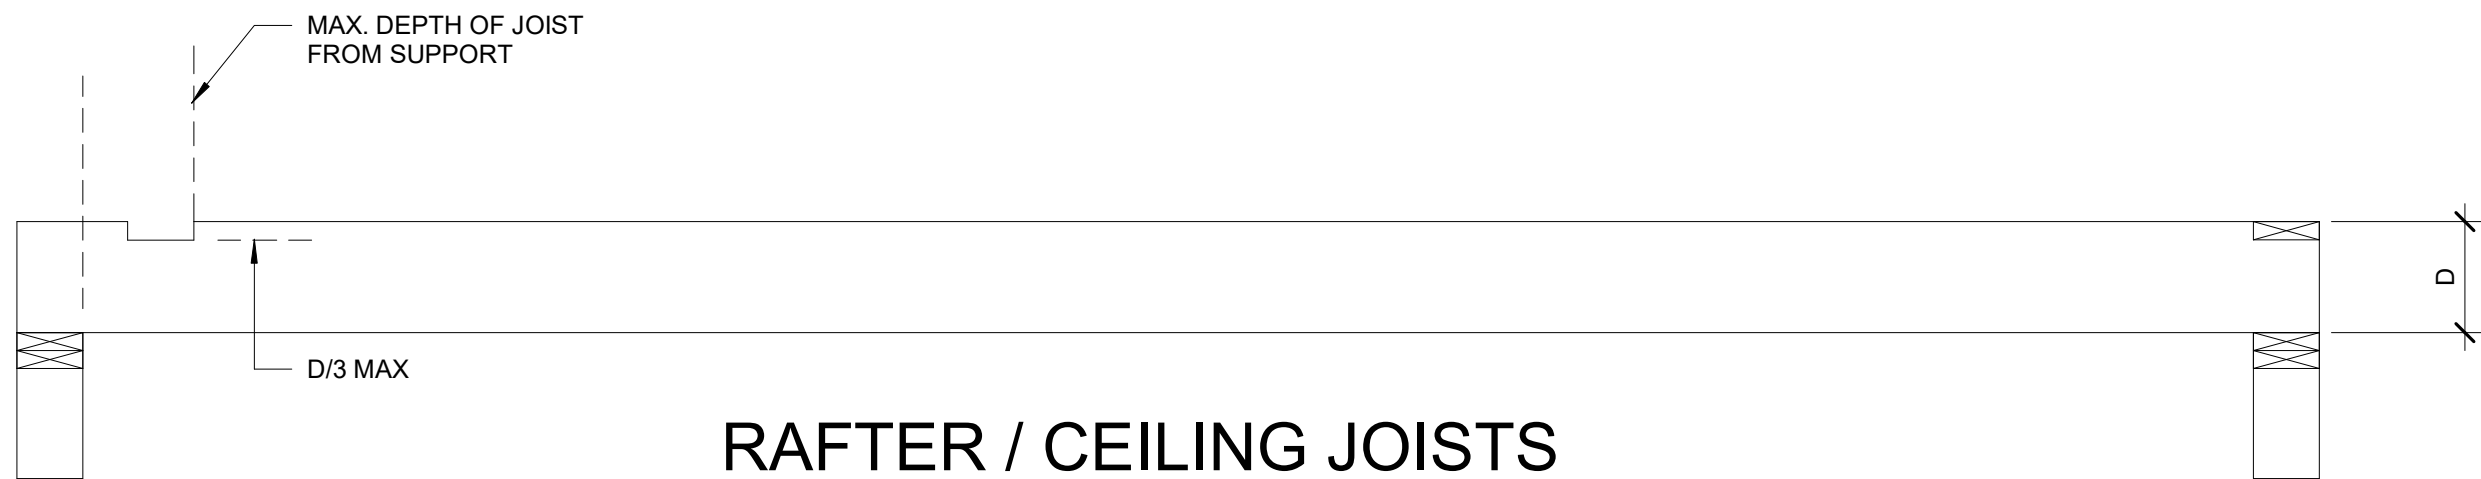 MAX. DEPTH OF JOIST
FROM SUPPORT
D
D/3 MAX
RAFTER / CEILING JOISTS